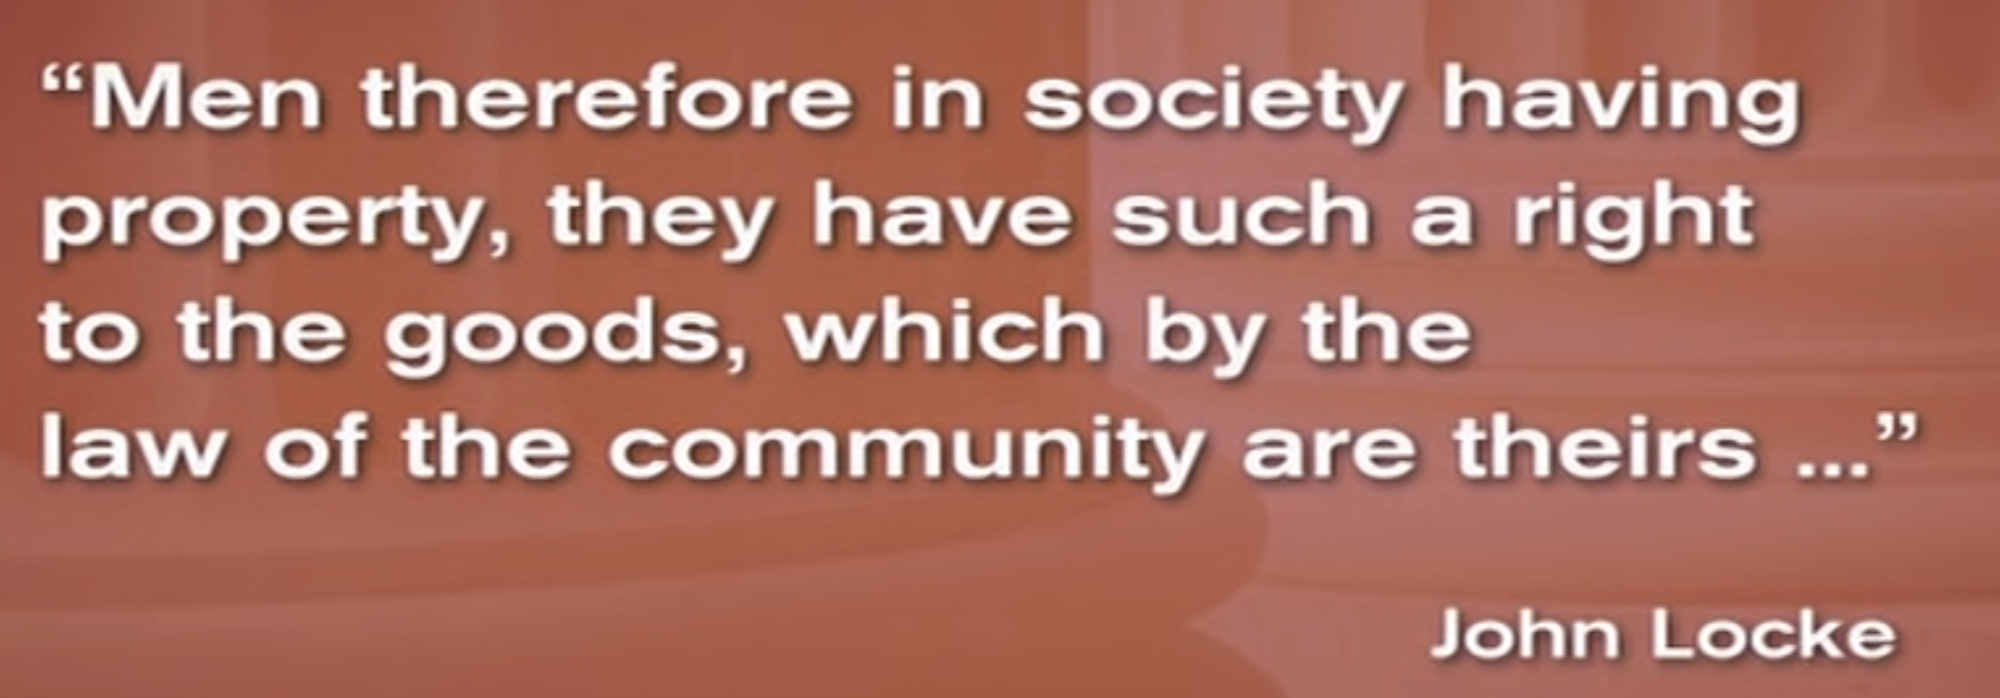 “Men therefore in society having
property, they have such a right
to the goods, which by the
law of the community are theirs ...”
John Locke